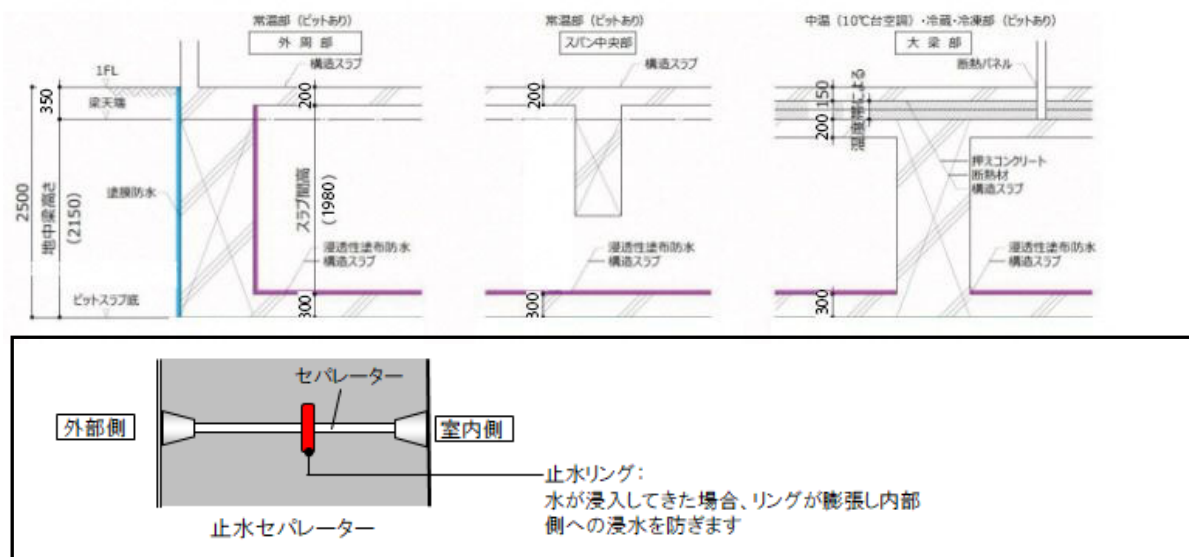 常温部（ピットあり）
外周部
構造スラブ
1FL
梁天端
350
200
2500
地中梁高さ
(2150)
塗膜防水
スラブ間高
(1980)
浸透性塗布防水
構造スラブ
ピットスラブ底
300
常温部（ピットあり）
スパン中央部
構造スラブ
200
浸透性塗布防水
構造スラブ
300
中温（10℃台空調）・冷蔵・冷凍部（ピットあり）
大梁部
断熱パネル
150
200
温度帯による
押えコンクリート
断熱材
構造スラブ
浸透性塗布防水
構造スラブ
300
セパレーター
外部側
室内側
止水リング：
水が浸入してきた場合、リングが膨張し内部
側への浸水を防ぎます
止水セパレーター